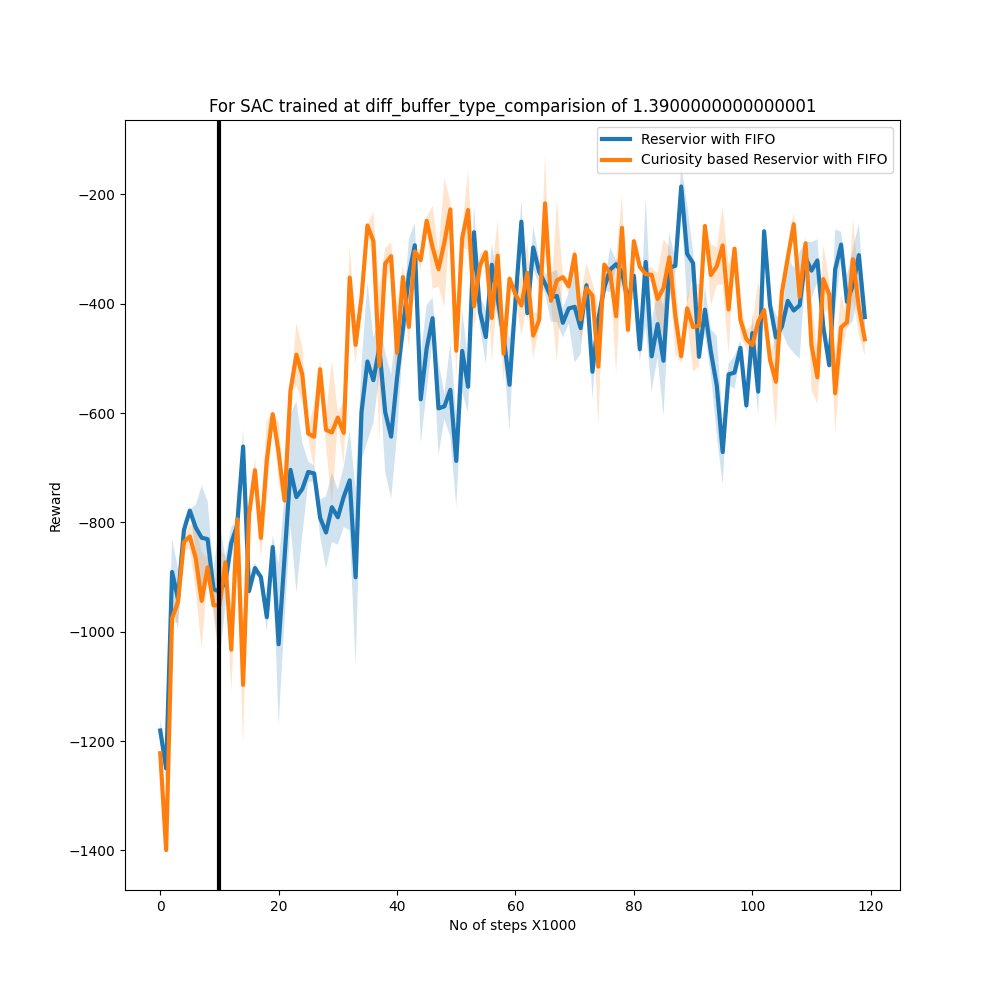 For SAC trained at diff_buffer_type_comparision of 1.3900000000000001
Reservior with FIFO
Curiosity based Reservior with FIFO
−200
−400
−600
−800
−1000
−1200
−1400
Reward
0 20 40 60 80 100 120
No of steps X1000